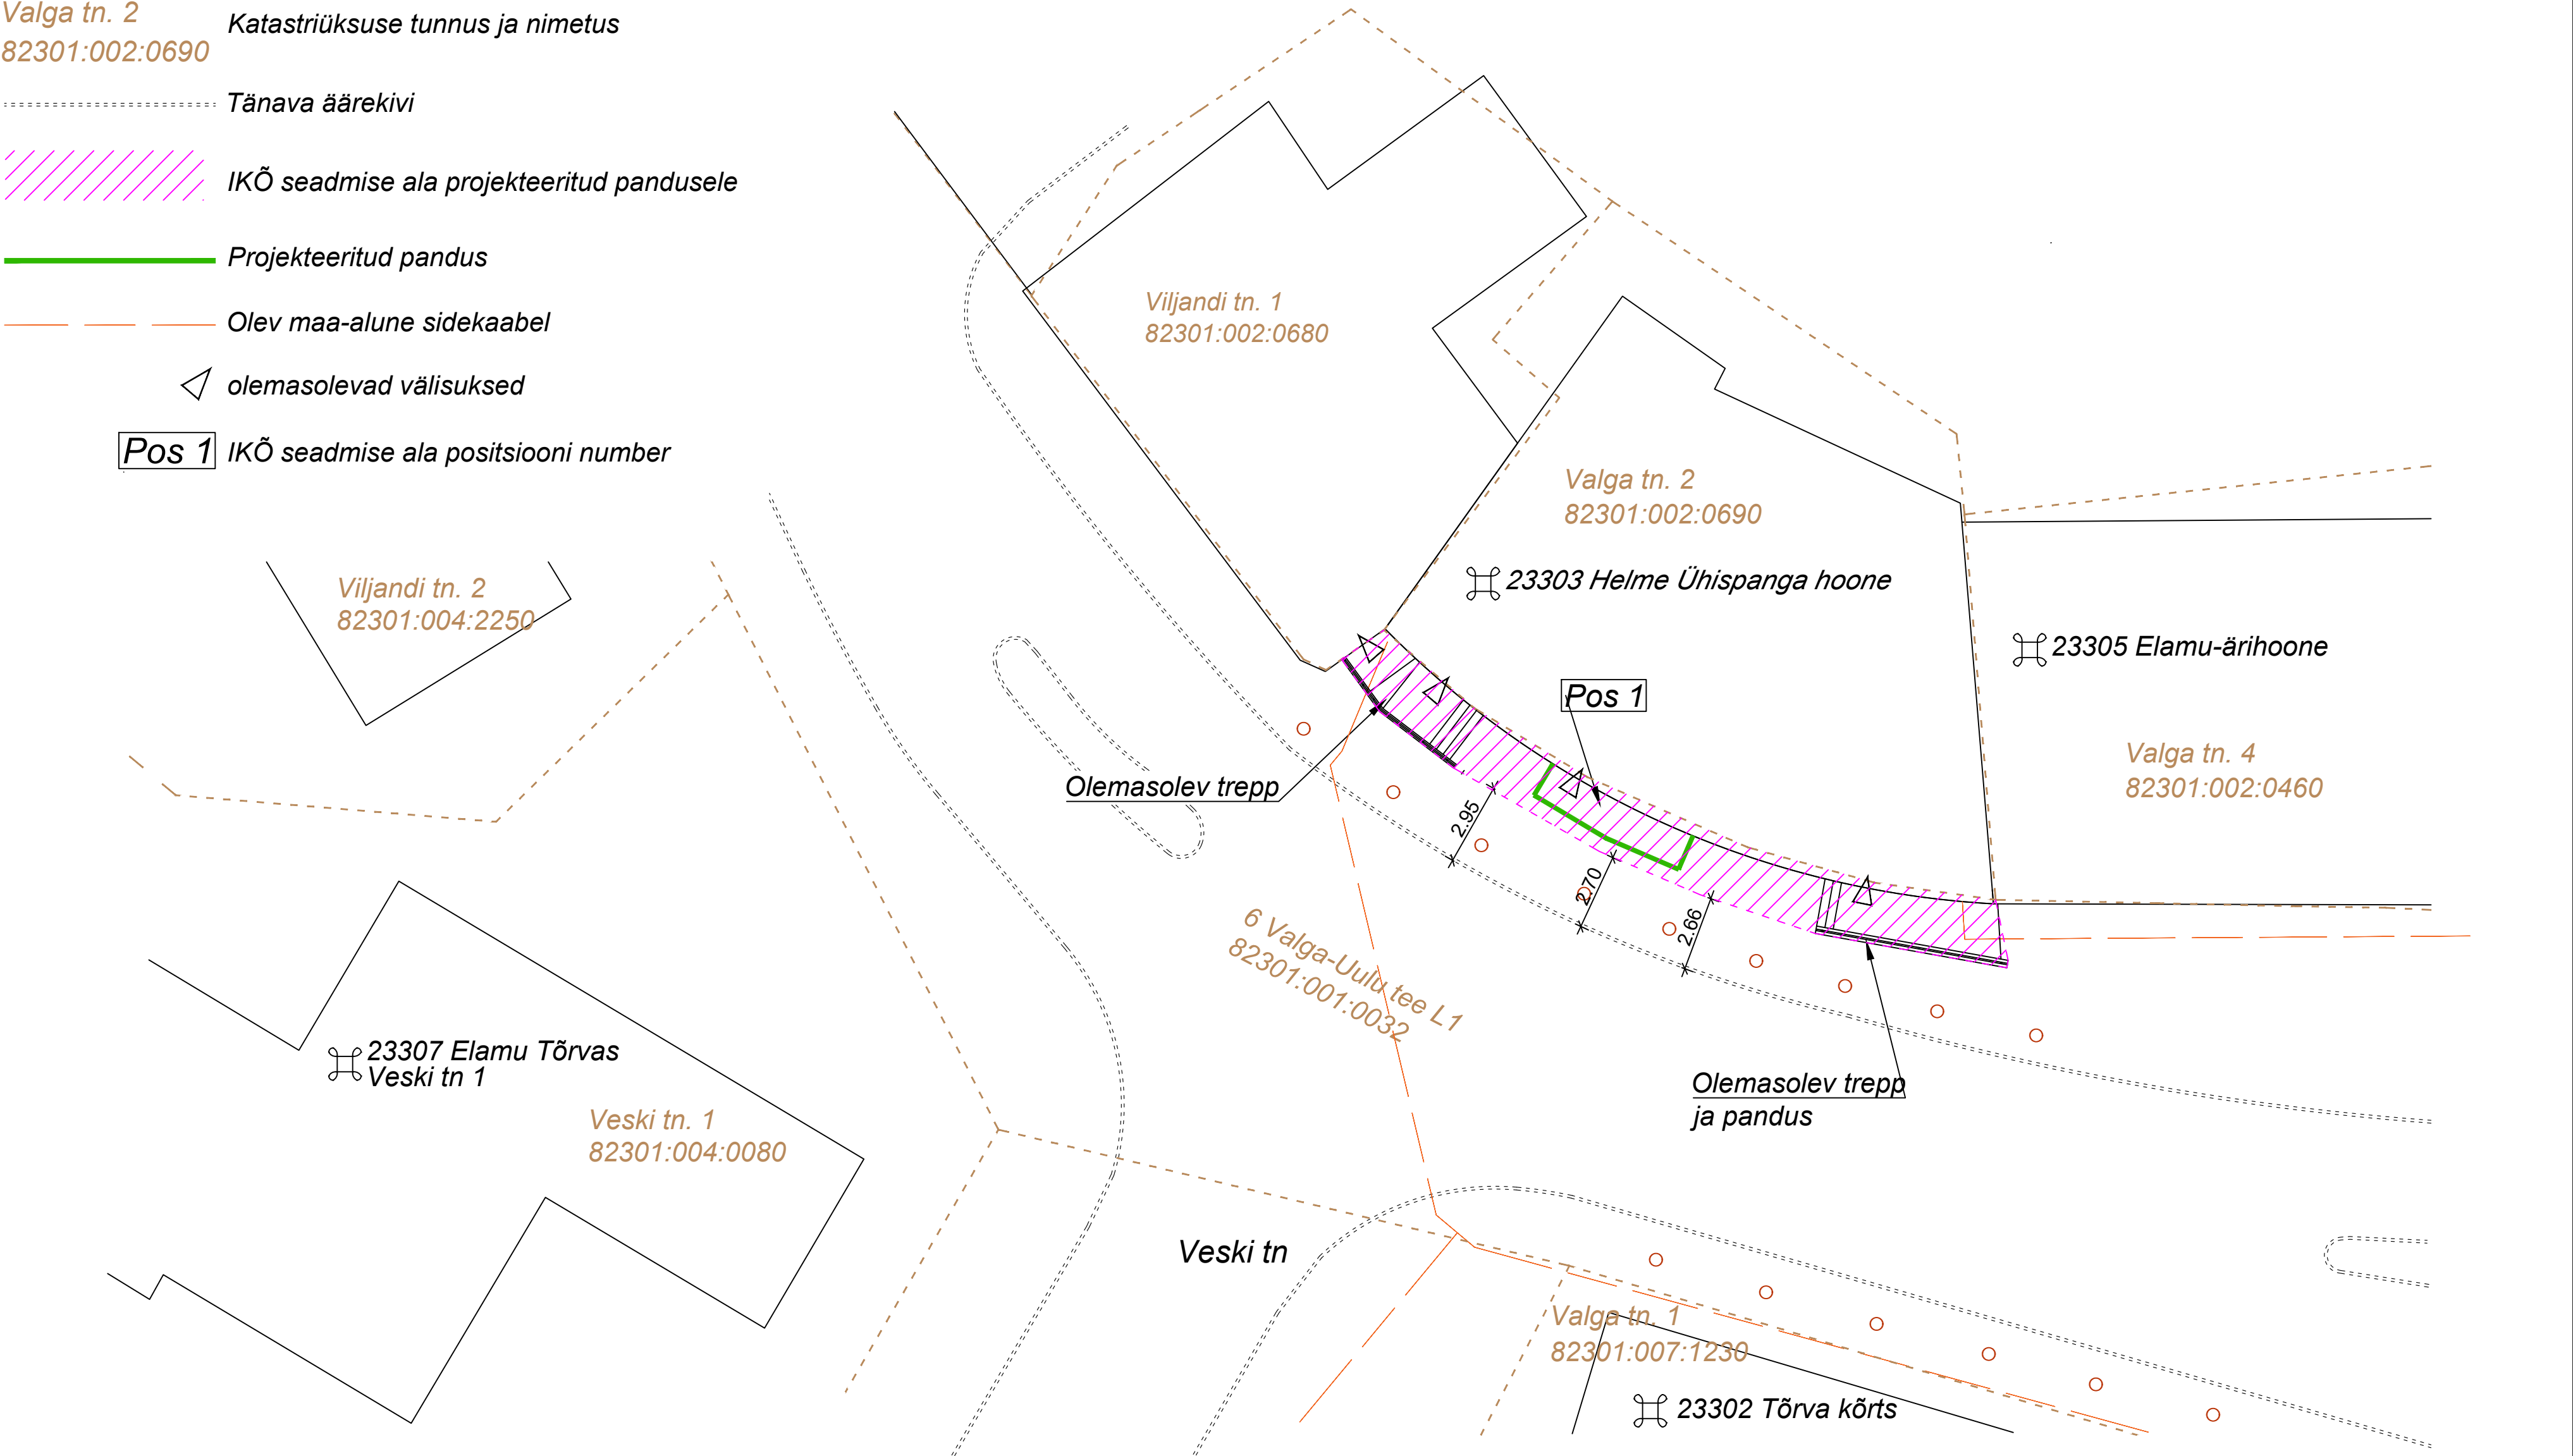 Valga tn. 2
82301:002:0690
Katastriüksuse tunnus ja nimetus
Tänava äärekivi
IKÕ seadmise ala projekteeritud pandusele
Projekteeritud pandus
Olev maa-alune sidekaabel
olemasolevad välisuksed
Pos 1
IKÕ seadmise ala positsiooni number
Viljandi tn. 1
82301:002:0680
Valga tn. 2
82301:002:0690
23303 Helme Ühispanga hoone
Viljandi tn. 2
82301:004:2250
23305 Elamu-ärihoone
Pos 1
Valga tn. 4
82301:002:0460
Olemasolev trepp
2.95
2.70
2.66
6 Valga-Uulu tee L1
82301:001:0032
23307 Elamu Tõrvas
Veski tn 1
Veski tn. 1
82301:004:0080
Olemasolev trepp
ja pandus
Veski tn
Valga tn. 1
82301:007:1230
23302 Tõrva kõrts